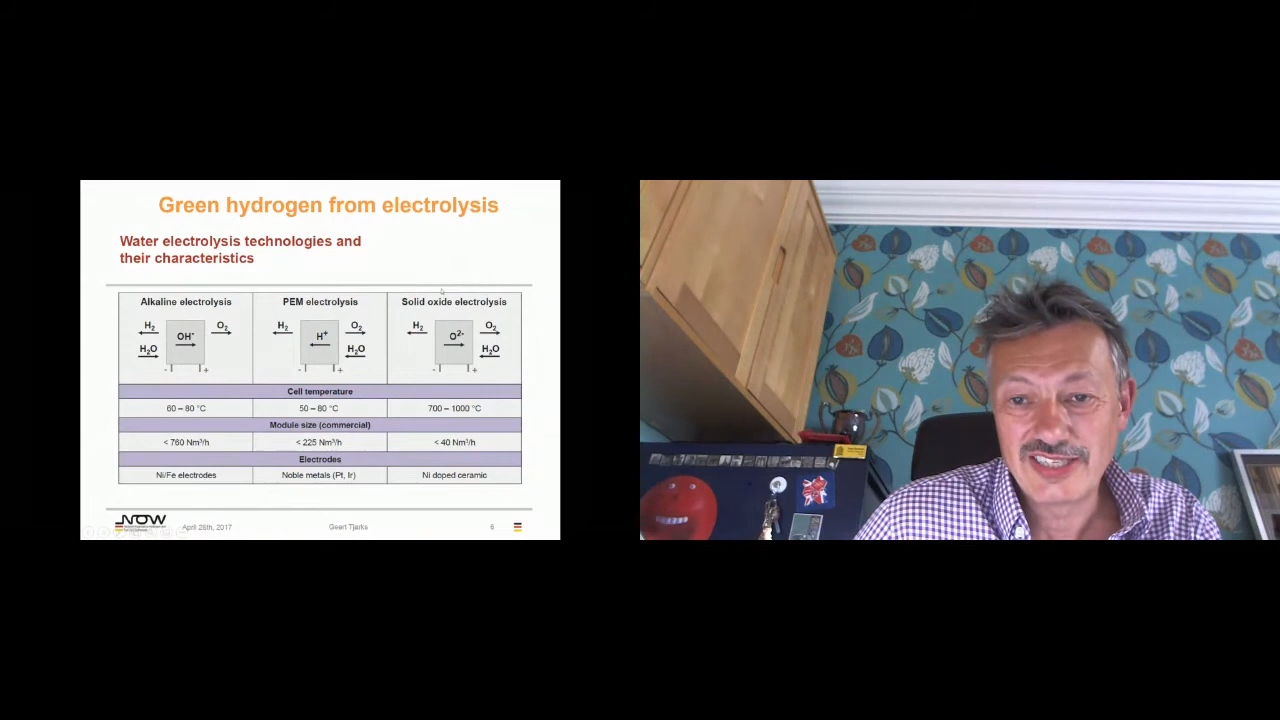 Green hydrogen from electrolysis
Water electrolysis technologies and
their characteristics
Alkaline electrolysis PEM electrolysis Solid oxide electrolysis
H₂ O₂ H₂ O₂ H₂ O₂
OH⁻ H⁺ O²⁻
H₂O H₂O H₂O
- + - + - +
Cell temperature
60 – 80 °C 50 – 80 °C 700 – 1000 °C
Module size (commercial)
< 760 Nm³/h < 225 Nm³/h < 40 Nm³/h
Electrodes
Ni/Fe electrodes Noble metals (Pt, Ir) Ni doped ceramic
NOW
April 26th, 2017 Geert Tjarks 6